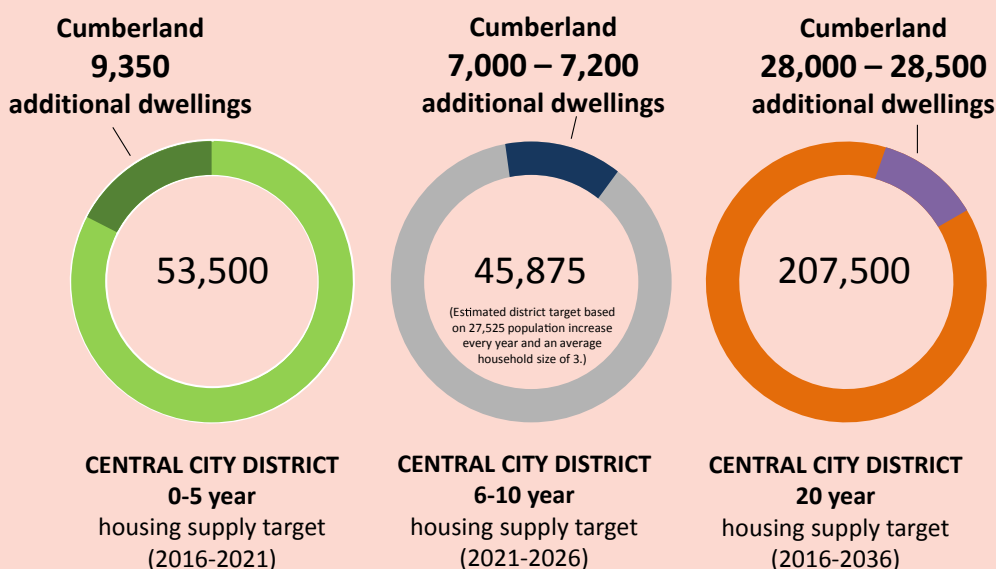 Cumberland
9,350
additional dwellings
53,500
CENTRAL CITY DISTRICT
0-5 year
housing supply target
(2016-2021)
Cumberland
7,000 – 7,200
additional dwellings
45,875
(Estimated district target based
on 27,525 population increase
every year and an average
household size of 3.)
CENTRAL CITY DISTRICT
6-10 year
housing supply target
(2021-2026)
Cumberland
28,000 – 28,500
additional dwellings
207,500
CENTRAL CITY DISTRICT
20 year
housing supply target
(2016-2036)